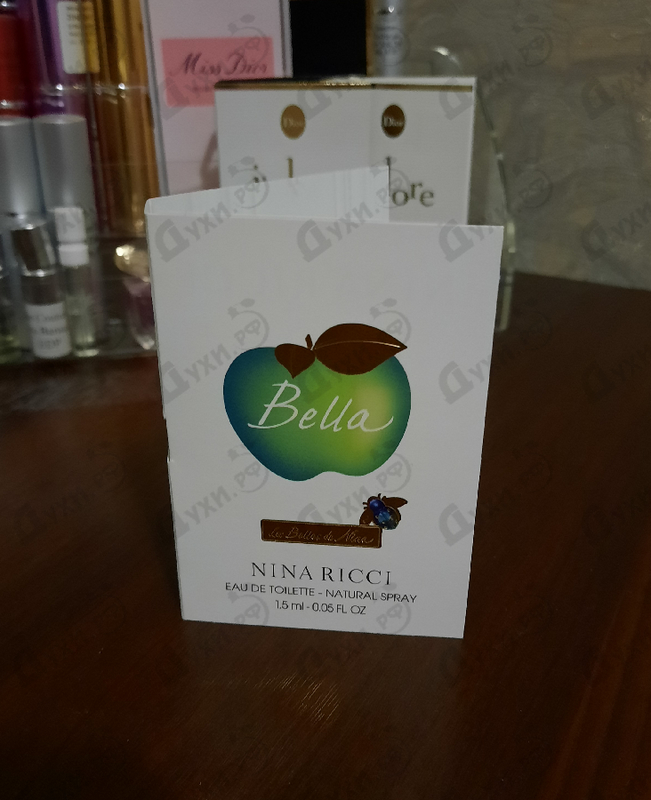 Miss Dior
Dior
Dior
j'
ore
Bella
Les Belles de Nina
NINA RICCI
EAU DE TOILETTE - NATURAL SPRAY
1.5 ml - 0.05 FL OZ
Духи.рф